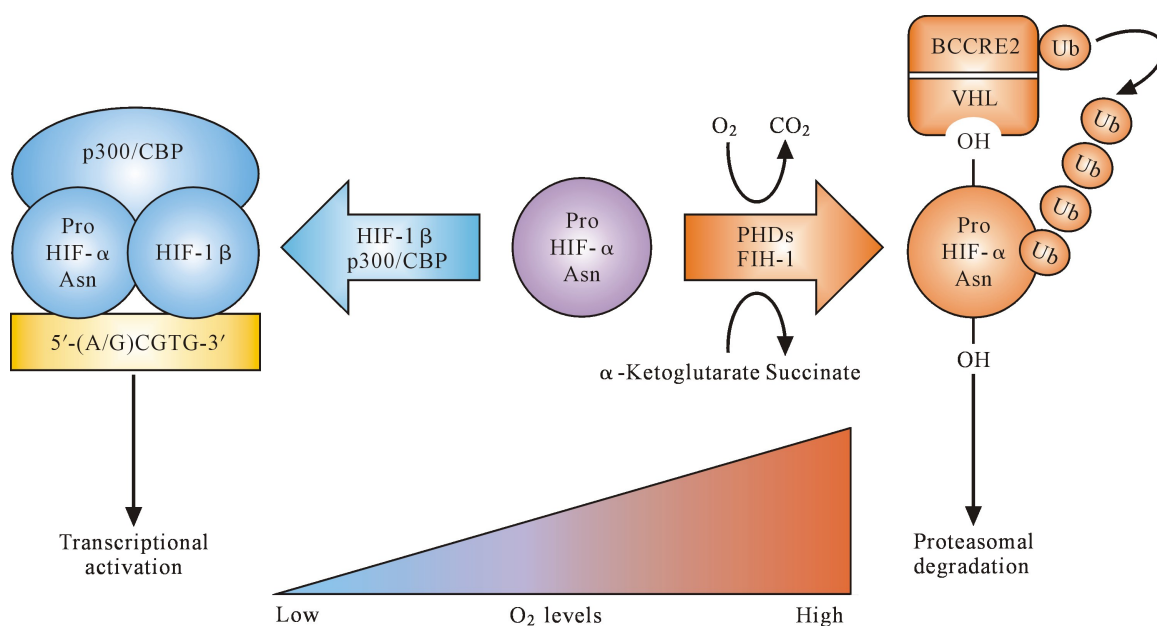 BCCRE2
Ub
VHL
OH
Ub
Ub
Ub
Ub
Pro
HIF-α
Asn
OH
Proteasomal
degradation
p300/CBP
Pro
HIF-α
Asn
HIF-1β
5′-(A/G)CGTG-3′
Transcriptional
activation
HIF-1β
p300/CBP
Pro
HIF-α
Asn
O₂ CO₂
PHDs
FIH-1
α-Ketoglutarate Succinate
Low O₂ levels High